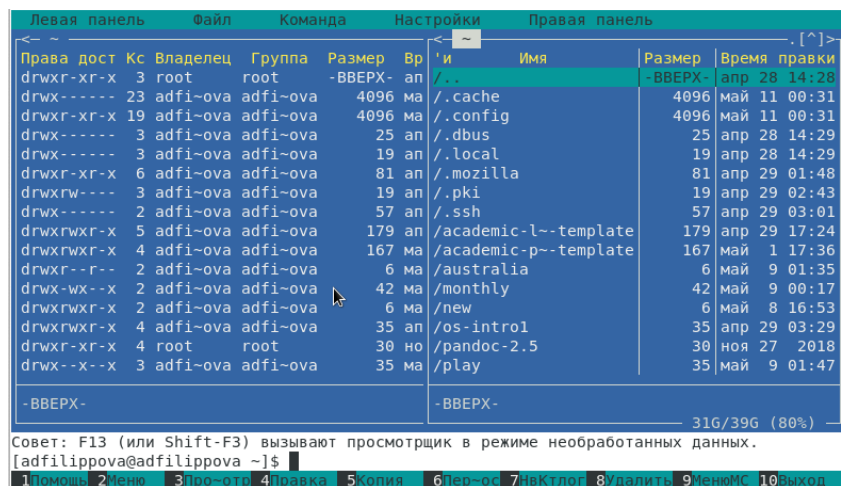 Левая панель Файл Команда Настройки Правая панель
<— ~ <— ~ .[^]>
Права дост Кс Владелец Группа Размер Вр 'и Имя Размер Время правки
drwxr-xr-x 3 root root -ВВЕРХ- ап /.. -ВВЕРХ- апр 28 14:28
drwx------ 23 adfi~ova adfi~ova 4096 ма /.cache 4096 май 11 00:31
drwxr-xr-x 19 adfi~ova adfi~ova 4096 ма /.config 4096 май 11 00:31
drwx------ 3 adfi~ova adfi~ova 25 ап /.dbus 25 апр 28 14:29
drwx------ 3 adfi~ova adfi~ova 19 ап /.local 19 апр 28 14:29
drwxr-xr-x 6 adfi~ova adfi~ova 81 ап /.mozilla 81 апр 29 01:48
drwxrw---- 3 adfi~ova adfi~ova 19 ап /.pki 19 апр 29 02:43
drwx------ 2 adfi~ova adfi~ova 57 ап /.ssh 57 апр 29 03:01
drwxrwxr-x 5 adfi~ova adfi~ova 179 ап /academic-l~-template 179 апр 29 17:24
drwxrwxr-x 4 adfi~ova adfi~ova 167 ма /academic-p~-template 167 май 1 17:36
drwxr--r-- 2 adfi~ova adfi~ova 6 ма /australia 6 май 9 01:35
drwx-wx--x 2 adfi~ova adfi~ova 42 ма /monthly 42 май 9 00:17
drwxrwxr-x 2 adfi~ova adfi~ova 6 ма /new 6 май 8 16:53
drwxrwxr-x 4 adfi~ova adfi~ova 35 ап /os-intro1 35 апр 29 03:29
drwxr-xr-x 4 root root 30 но /pandoc-2.5 30 ноя 27 2018
drwx--x--x 3 adfi~ova adfi~ova 35 ма /play 35 май 9 01:47
-ВВЕРХ- -ВВЕРХ-
31G/39G (80%)
Совет: F13 (или Shift-F3) вызывают просмотрщик в режиме необработанных данных.
[adfilippova@adfilippova ~]$
1Помощь 2Меню 3Про~отр 4Правка 5Копия 6Пер~ос 7НвКтлог 8Удалить 9МенюMC 10Выход